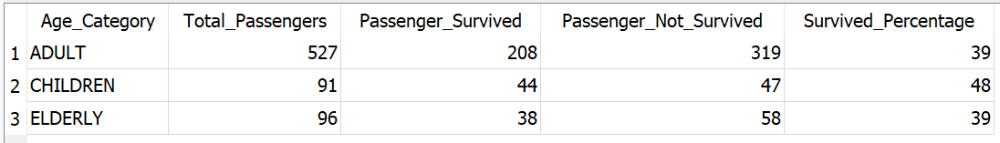 Age_Category Total_Passengers Passenger_Survived Passenger_Not_Survived Survived_Percentage
1 ADULT 527 208 319 39
2 CHILDREN 91 44 47 48
3 ELDERLY 96 38 58 39